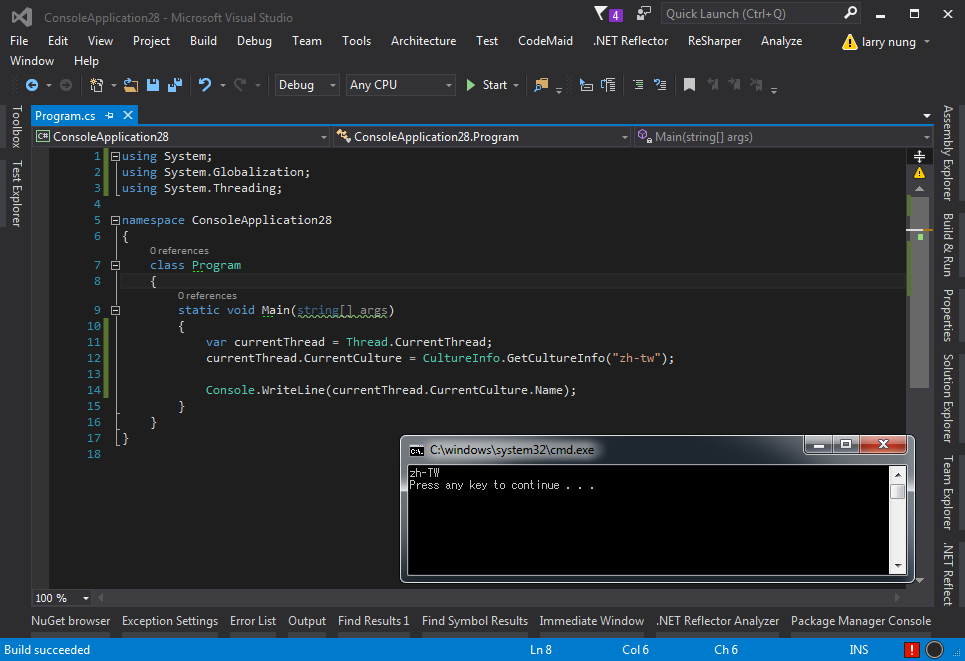 ConsoleApplication28 - Microsoft Visual Studio
4
Quick Launch (Ctrl+Q)
File Edit View Project Build Debug Team Tools Architecture Test CodeMaid .NET Reflector ReSharper Analyze
larry nung
Window Help
Debug Any CPU Start
Toolbox
Test Explorer
Program.cs
C# ConsoleApplication28 ConsoleApplication28.Program Main(string[] args)
1 using System;
2 using System.Globalization;
3 using System.Threading;
4
5 namespace ConsoleApplication28
6 {
0 references
7 class Program
8 {
0 references
9 static void Main(string[] args)
10 {
11 var currentThread = Thread.CurrentThread;
12 currentThread.CurrentCulture = CultureInfo.GetCultureInfo("zh-tw");
13
14 Console.WriteLine(currentThread.CurrentCulture.Name);
15 }
16 }
17 }
18
C:\windows\system32\cmd.exe
zh-TW
Press any key to continue . . .
Assembly Explorer
Build & Run
Properties
Solution Explorer
Team Explorer
.NET Reflect
100 %
NuGet browser Exception Settings Error List Output Find Results 1 Find Symbol Results Immediate Window .NET Reflector Analyzer Package Manager Console
Build succeeded Ln 8 Col 6 Ch 6 INS